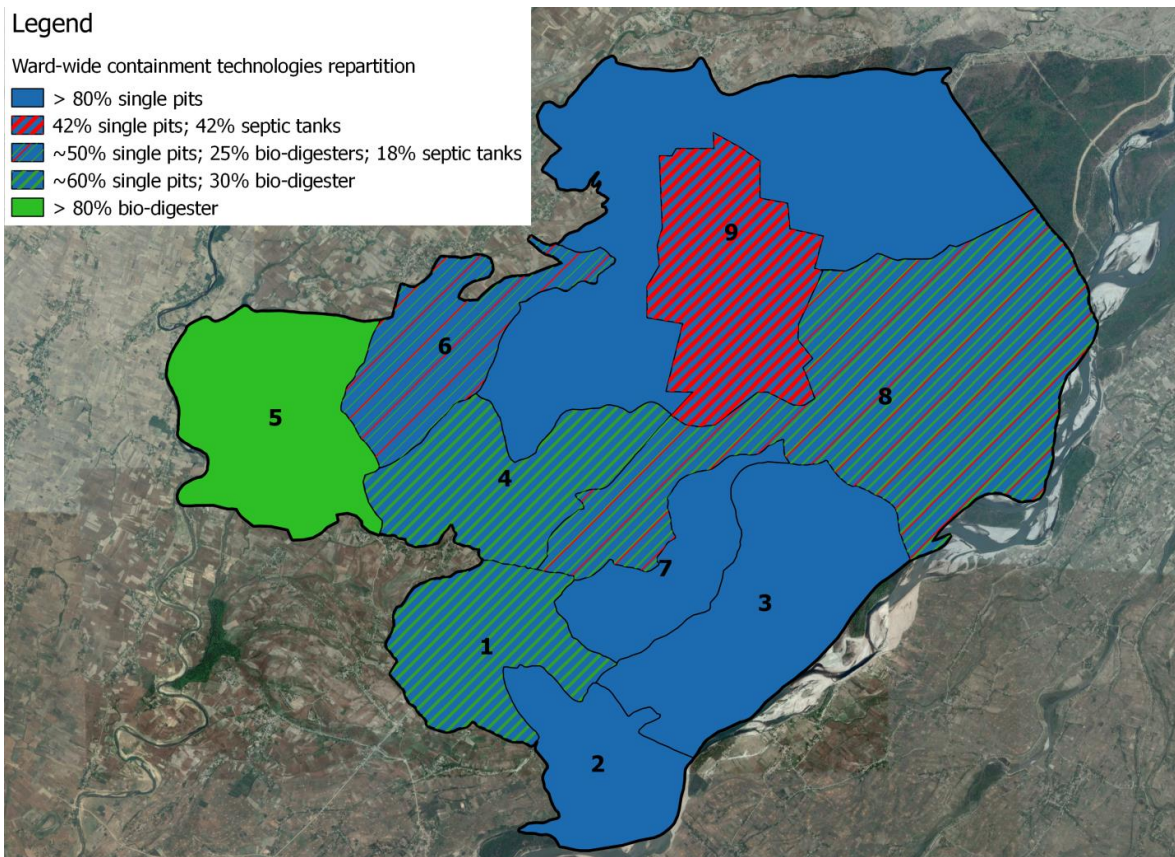 Legend
Ward-wide containment technologies repartition
> 80% single pits
42% single pits; 42% septic tanks
~50% single pits; 25% bio-digesters; 18% septic tanks
~60% single pits; 30% bio-digester
> 80% bio-digester
9
6
8
5
4
7
3
1
2